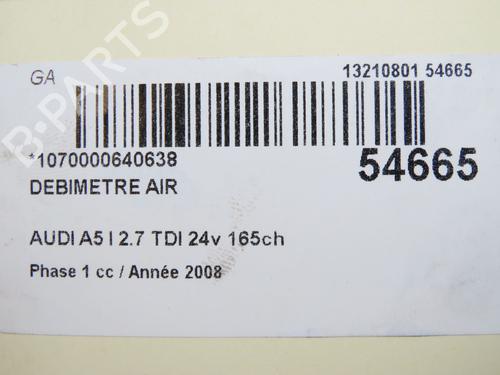 GA
13210801 54665
*1070000640638
54665
DEBIMETRE AIR
AUDI A5 I 2.7 TDI 24v 165ch
Phase 1 cc / Année 2008
B-PARTS